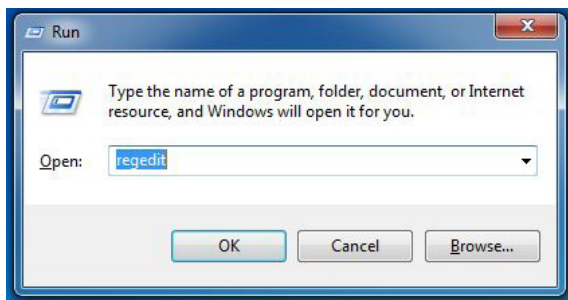 Run
Type the name of a program, folder, document, or Internet
resource, and Windows will open it for you.
Open: regedit
OK Cancel Browse...